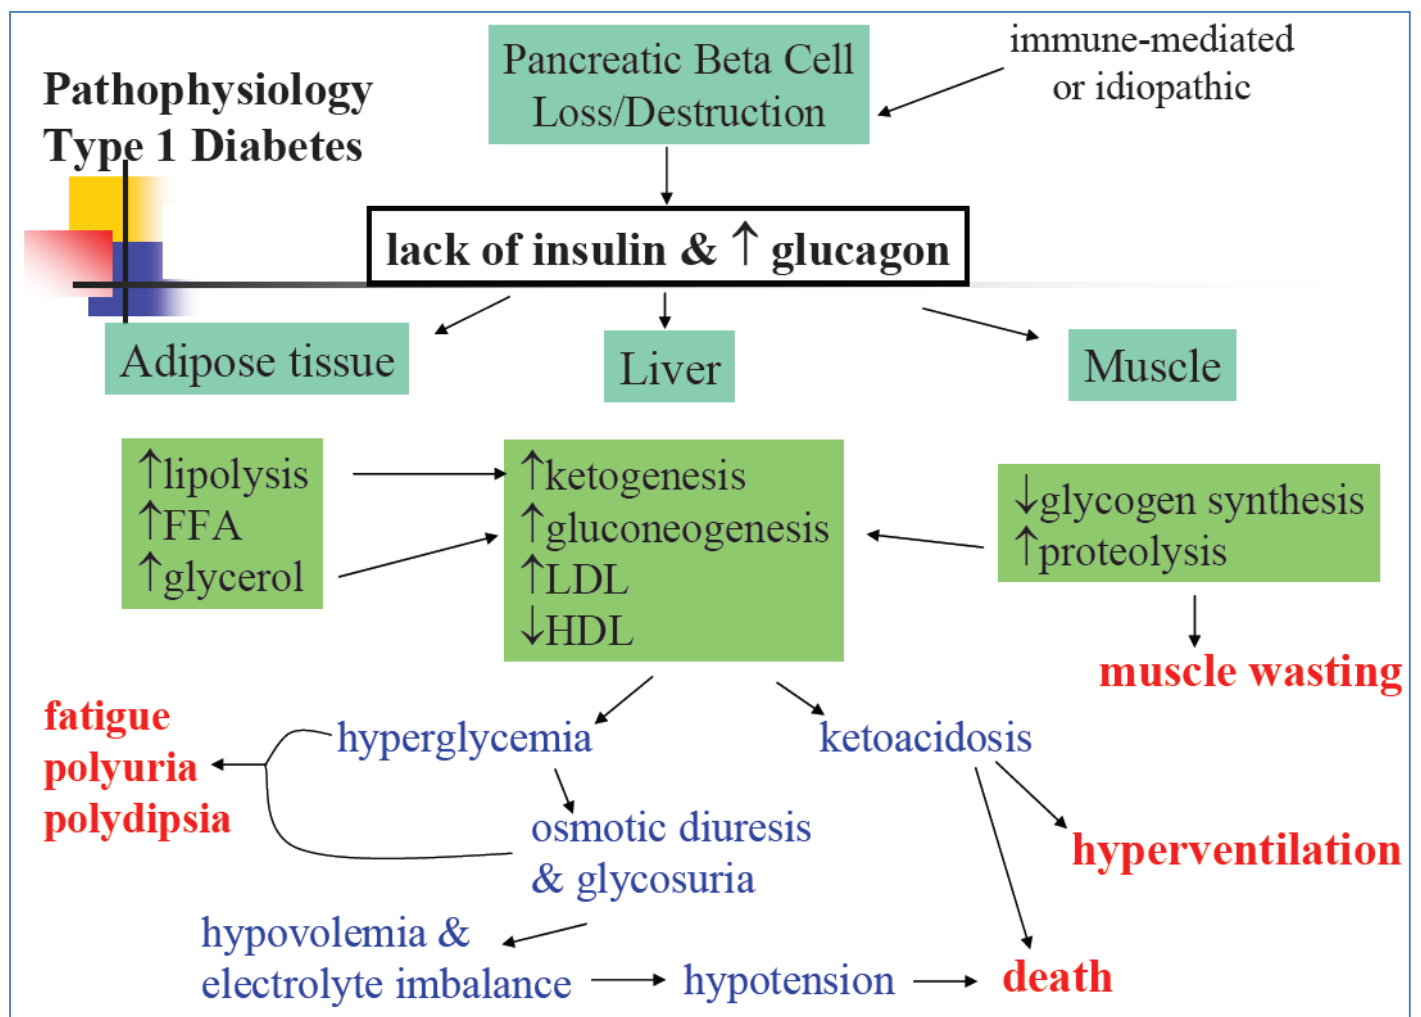 Pathophysiology
Type 1 Diabetes
Pancreatic Beta Cell
Loss/Destruction
immune-mediated
or idiopathic
lack of insulin & ↑ glucagon
Adipose tissue
Liver
Muscle
↑lipolysis
↑FFA
↑glycerol
↑ketogenesis
↑gluconeogenesis
↑LDL
↓HDL
↓glycogen synthesis
↑proteolysis
muscle wasting
fatigue
polyuria
polydipsia
hyperglycemia
ketoacidosis
osmotic diuresis
& glycosuria
hyperventilation
hypovolemia &
electrolyte imbalance
hypotension
death